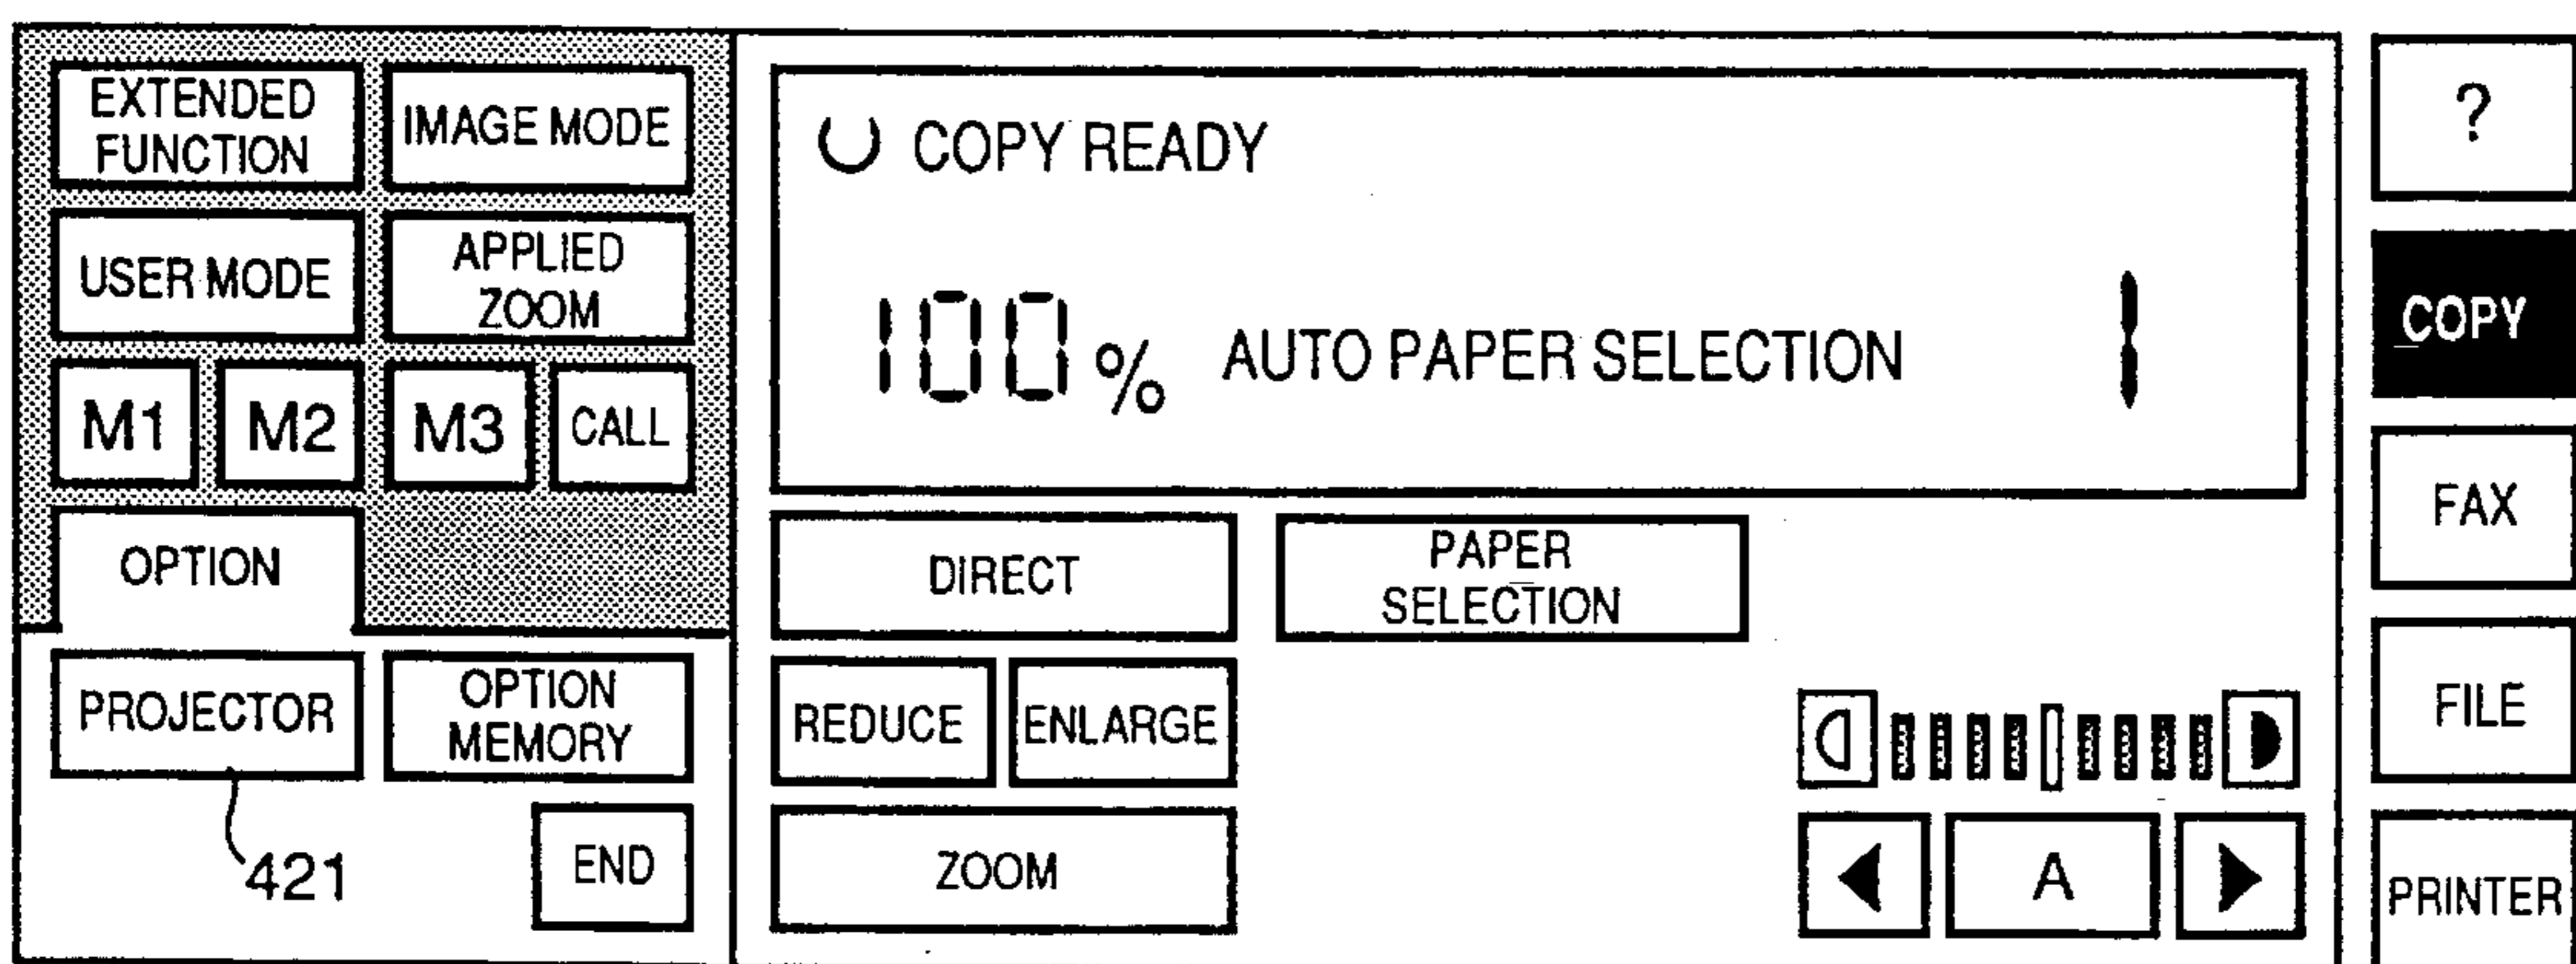 EXTENDED
FUNCTION
IMAGE MODE
USER MODE
APPLIED
ZOOM
M1
M2
M3
CALL
OPTION
PROJECTOR
OPTION
MEMORY
421
END
COPY READY
100%
AUTO PAPER SELECTION
1
DIRECT
PAPER
SELECTION
REDUCE
ENLARGE
ZOOM
A
?
COPY
FAX
FILE
PRINTER